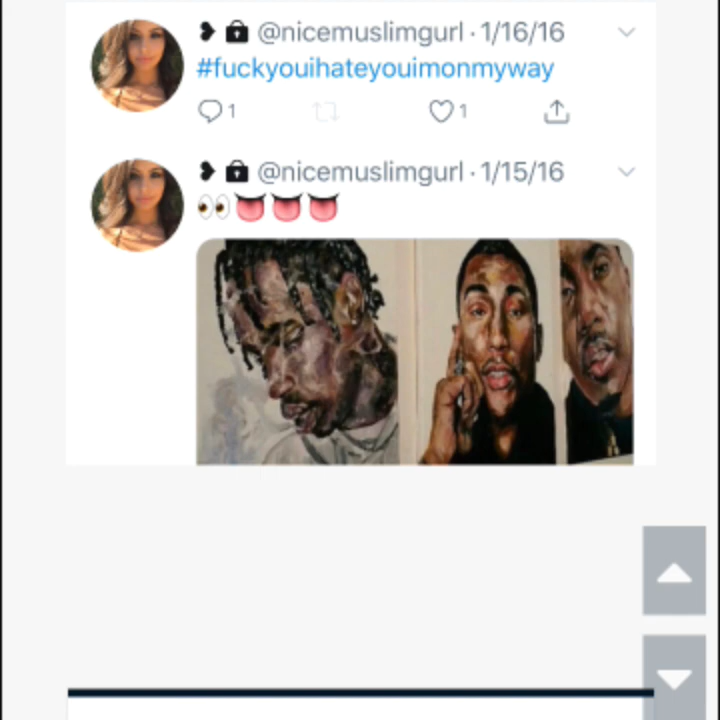 ❥ 🔒 @nicemuslimgurl · 1/16/16
#fuckyouihateyouimonmyway
1 1
❥ 🔒 @nicemuslimgurl · 1/15/16
👀👅👅👅